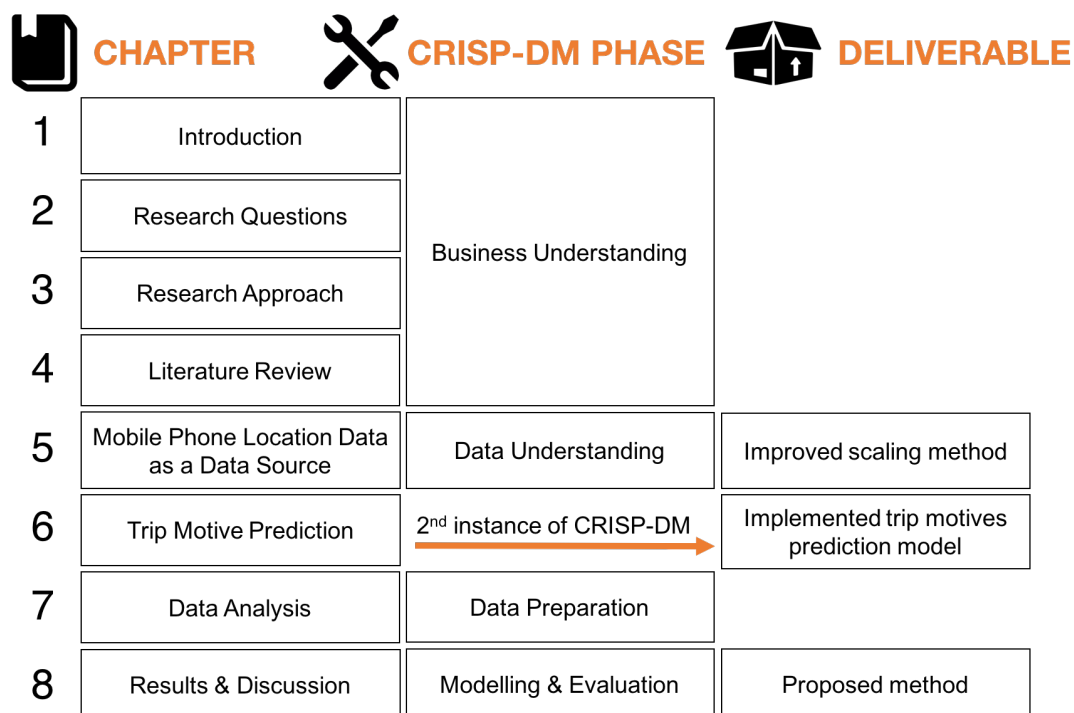 CHAPTER
CRISP-DM PHASE
DELIVERABLE
1
Introduction
2
Research Questions
3
Research Approach
4
Literature Review
Business Understanding
5
Mobile Phone Location Data
as a Data Source
Data Understanding
Improved scaling method
6
Trip Motive Prediction
2nd instance of CRISP-DM
Implemented trip motives
prediction model
7
Data Analysis
Data Preparation
8
Results & Discussion
Modelling & Evaluation
Proposed method